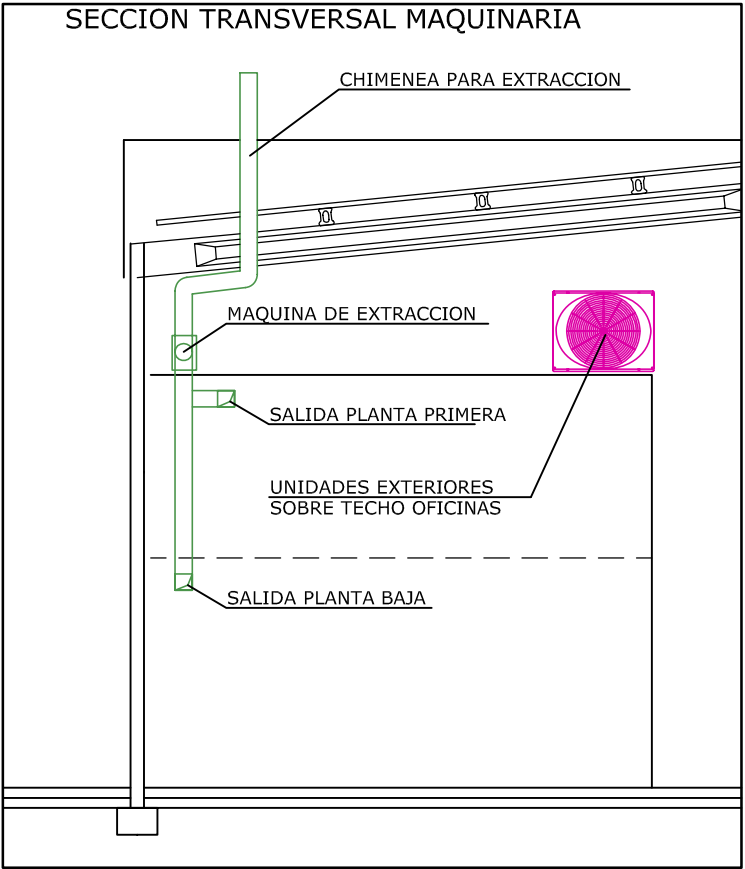 SECCION TRANSVERSAL MAQUINARIA
CHIMENEA PARA EXTRACCION
MAQUINA DE EXTRACCION
SALIDA PLANTA PRIMERA
UNIDADES EXTERIORES
SOBRE TECHO OFICINAS
SALIDA PLANTA BAJA